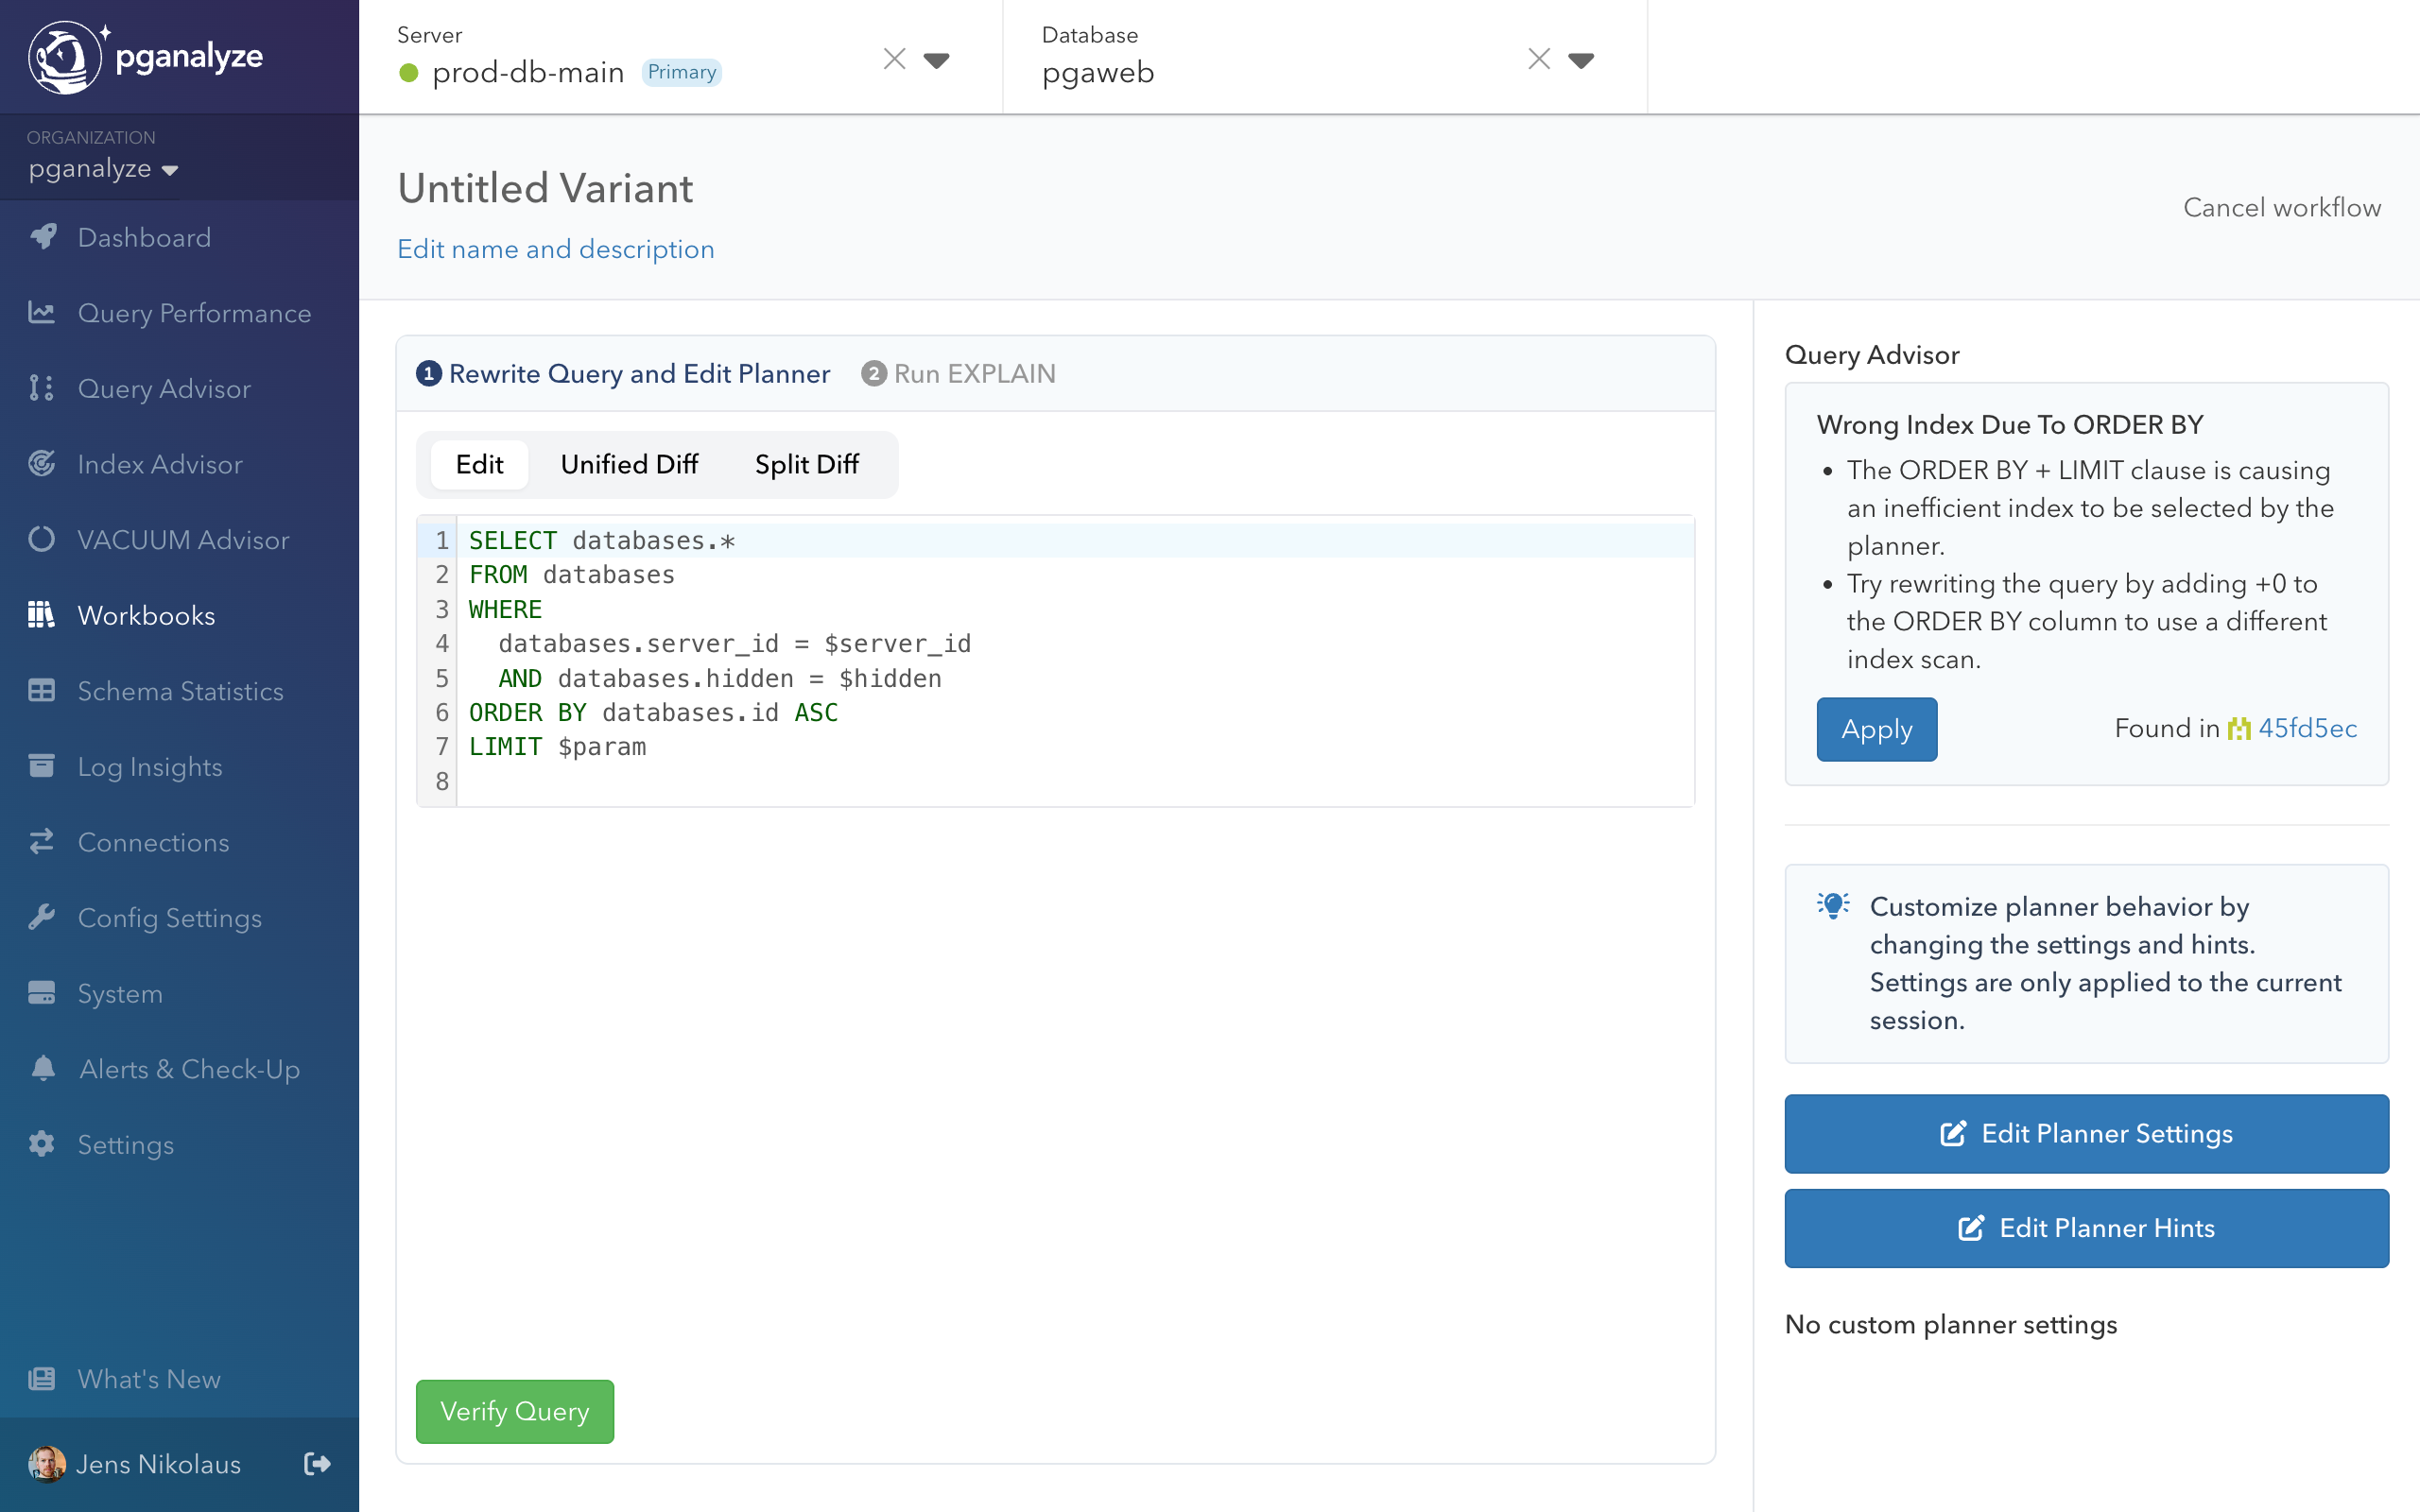 pganalyze
ORGANIZATION
pganalyze
Dashboard
Query Performance
Query Advisor
Index Advisor
VACUUM Advisor
Workbooks
Schema Statistics
Log Insights
Connections
Config Settings
System
Alerts & Check-Up
Settings
What's New
Jens Nikolaus
Server
prod-db-main Primary
Database
pgaweb
Untitled Variant
Edit name and description
Cancel workflow
1 Rewrite Query and Edit Planner 2 Run EXPLAIN
Edit Unified Diff Split Diff
1 SELECT databases.*
2 FROM databases
3 WHERE
4   databases.server_id = $server_id
5   AND databases.hidden = $hidden
6 ORDER BY databases.id ASC
7 LIMIT $param
8
Verify Query
Query Advisor
Wrong Index Due To ORDER BY
• The ORDER BY + LIMIT clause is causing
an inefficient index to be selected by the
planner.
• Try rewriting the query by adding +0 to
the ORDER BY column to use a different
index scan.
Apply Found in 45fd5ec
Customize planner behavior by
changing the settings and hints.
Settings are only applied to the current
session.
Edit Planner Settings
Edit Planner Hints
No custom planner settings